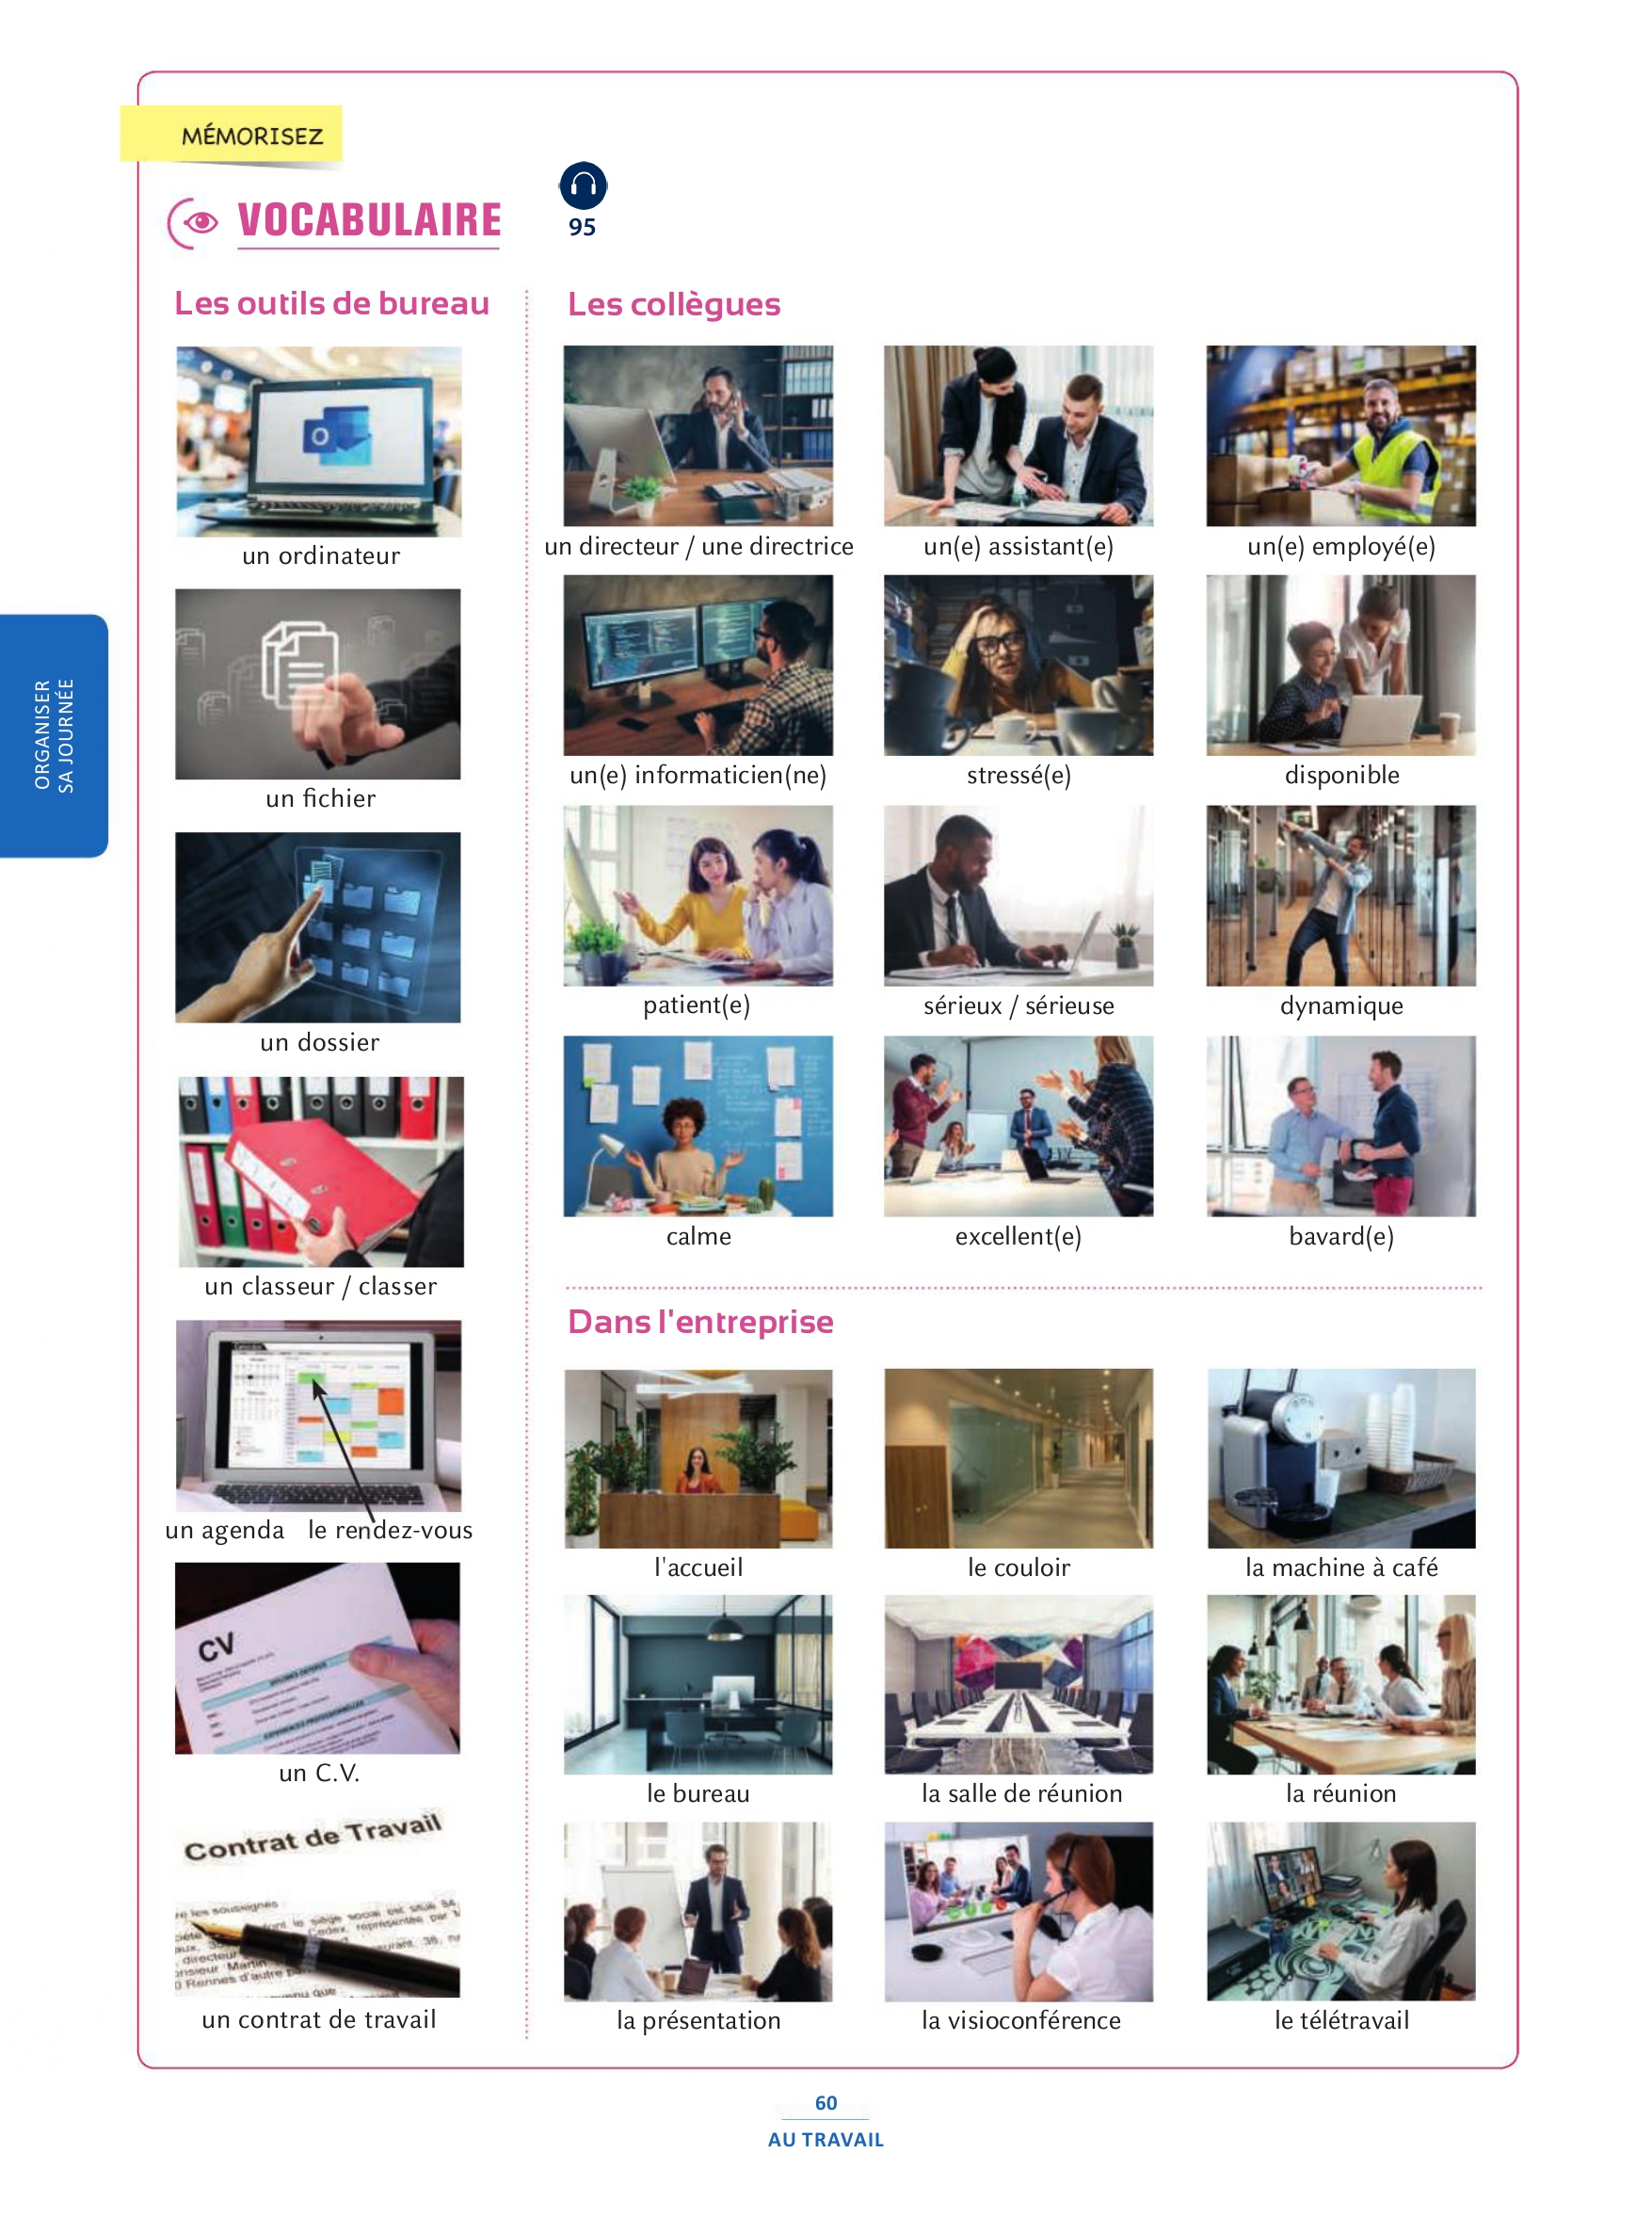 MÉMORISEZ
VOCABULAIRE
95
Les outils de bureau
un ordinateur
un fichier
un dossier
un classeur / classer
un agenda le rendez-vous
CV
un C.V.
Contrat de Travail
un contrat de travail
Les collègues
un directeur / une directrice
un(e) assistant(e)
un(e) employé(e)
un(e) informaticien(ne)
stressé(e)
disponible
patient(e)
sérieux / sérieuse
dynamique
calme
excellent(e)
bavard(e)
Dans l'entreprise
l'accueil
le couloir
la machine à café
le bureau
la salle de réunion
la réunion
la présentation
la visioconférence
le télétravail
ORGANISER
SA JOURNÉE
60
AU TRAVAIL